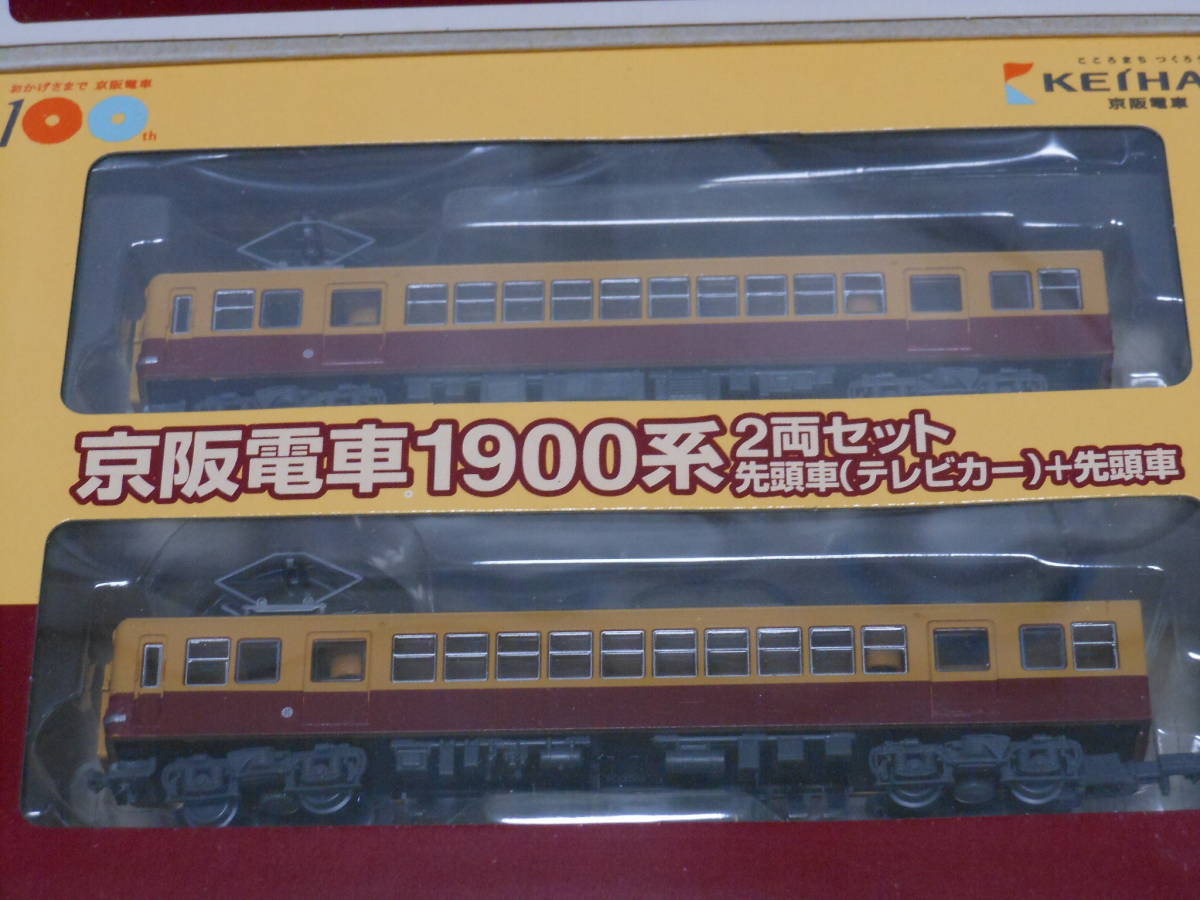 おかげさまで 京阪電車
100th
こころまち つくろ
KEIHA
京阪電車
京阪電車1900系
2両セット
先頭車(テレビカー)+先頭車